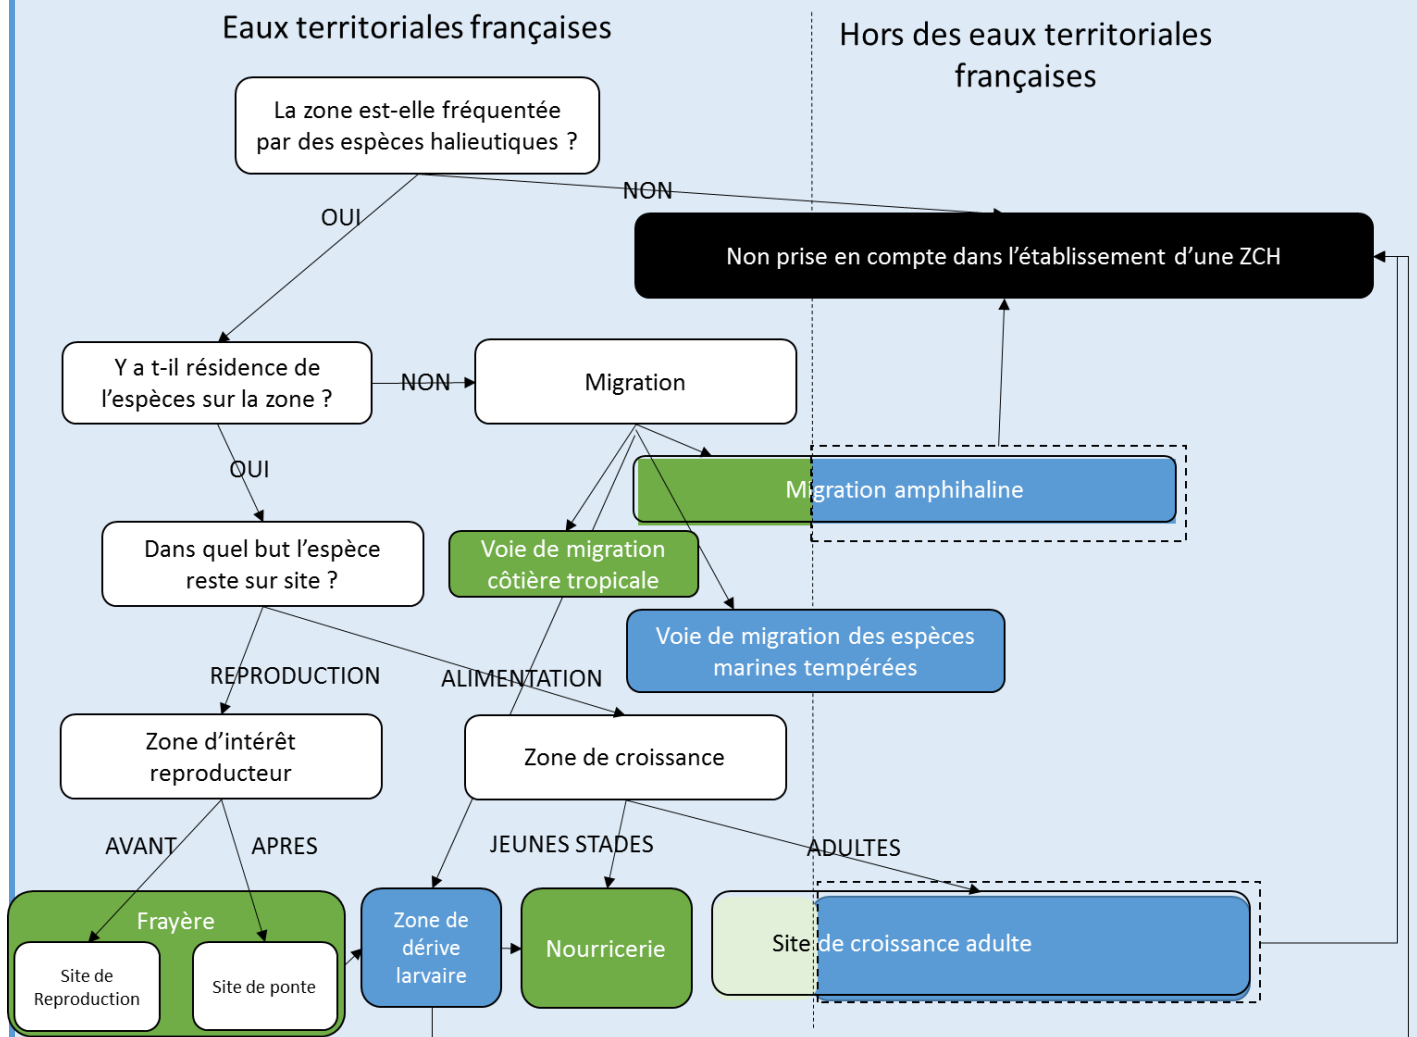 Eaux territoriales françaises
Hors des eaux territoriales
françaises
La zone est-elle fréquentée
par des espèces halieutiques ?
NON
OUI
Non prise en compte dans l'établissement d'une ZCH
Y a t-il résidence de
l'espèces sur la zone ?
NON
Migration
OUI
Migration amphihaline
Dans quel but l'espèce
reste sur site ?
Voie de migration
côtière tropicale
Voie de migration des espèces
marines tempérées
REPRODUCTION
ALIMENTATION
Zone d'intérêt
reproducteur
Zone de croissance
AVANT
APRES
JEUNES STADES
ADULTES
Frayère
Site de
Reproduction
Site de ponte
Zone de
dérive
larvaire
Nourricerie
Site de croissance adulte